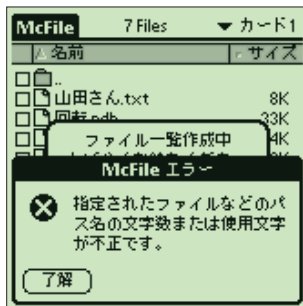 McFile 7 Files ▼ カード1
名前 サイズ
..
山田さん.txt 8K
33K
ファイル一覧作成中 4K
McFile エラー
指定されたファイルなどのパ
ス名の文字数または使用文字
が不正です。
了解